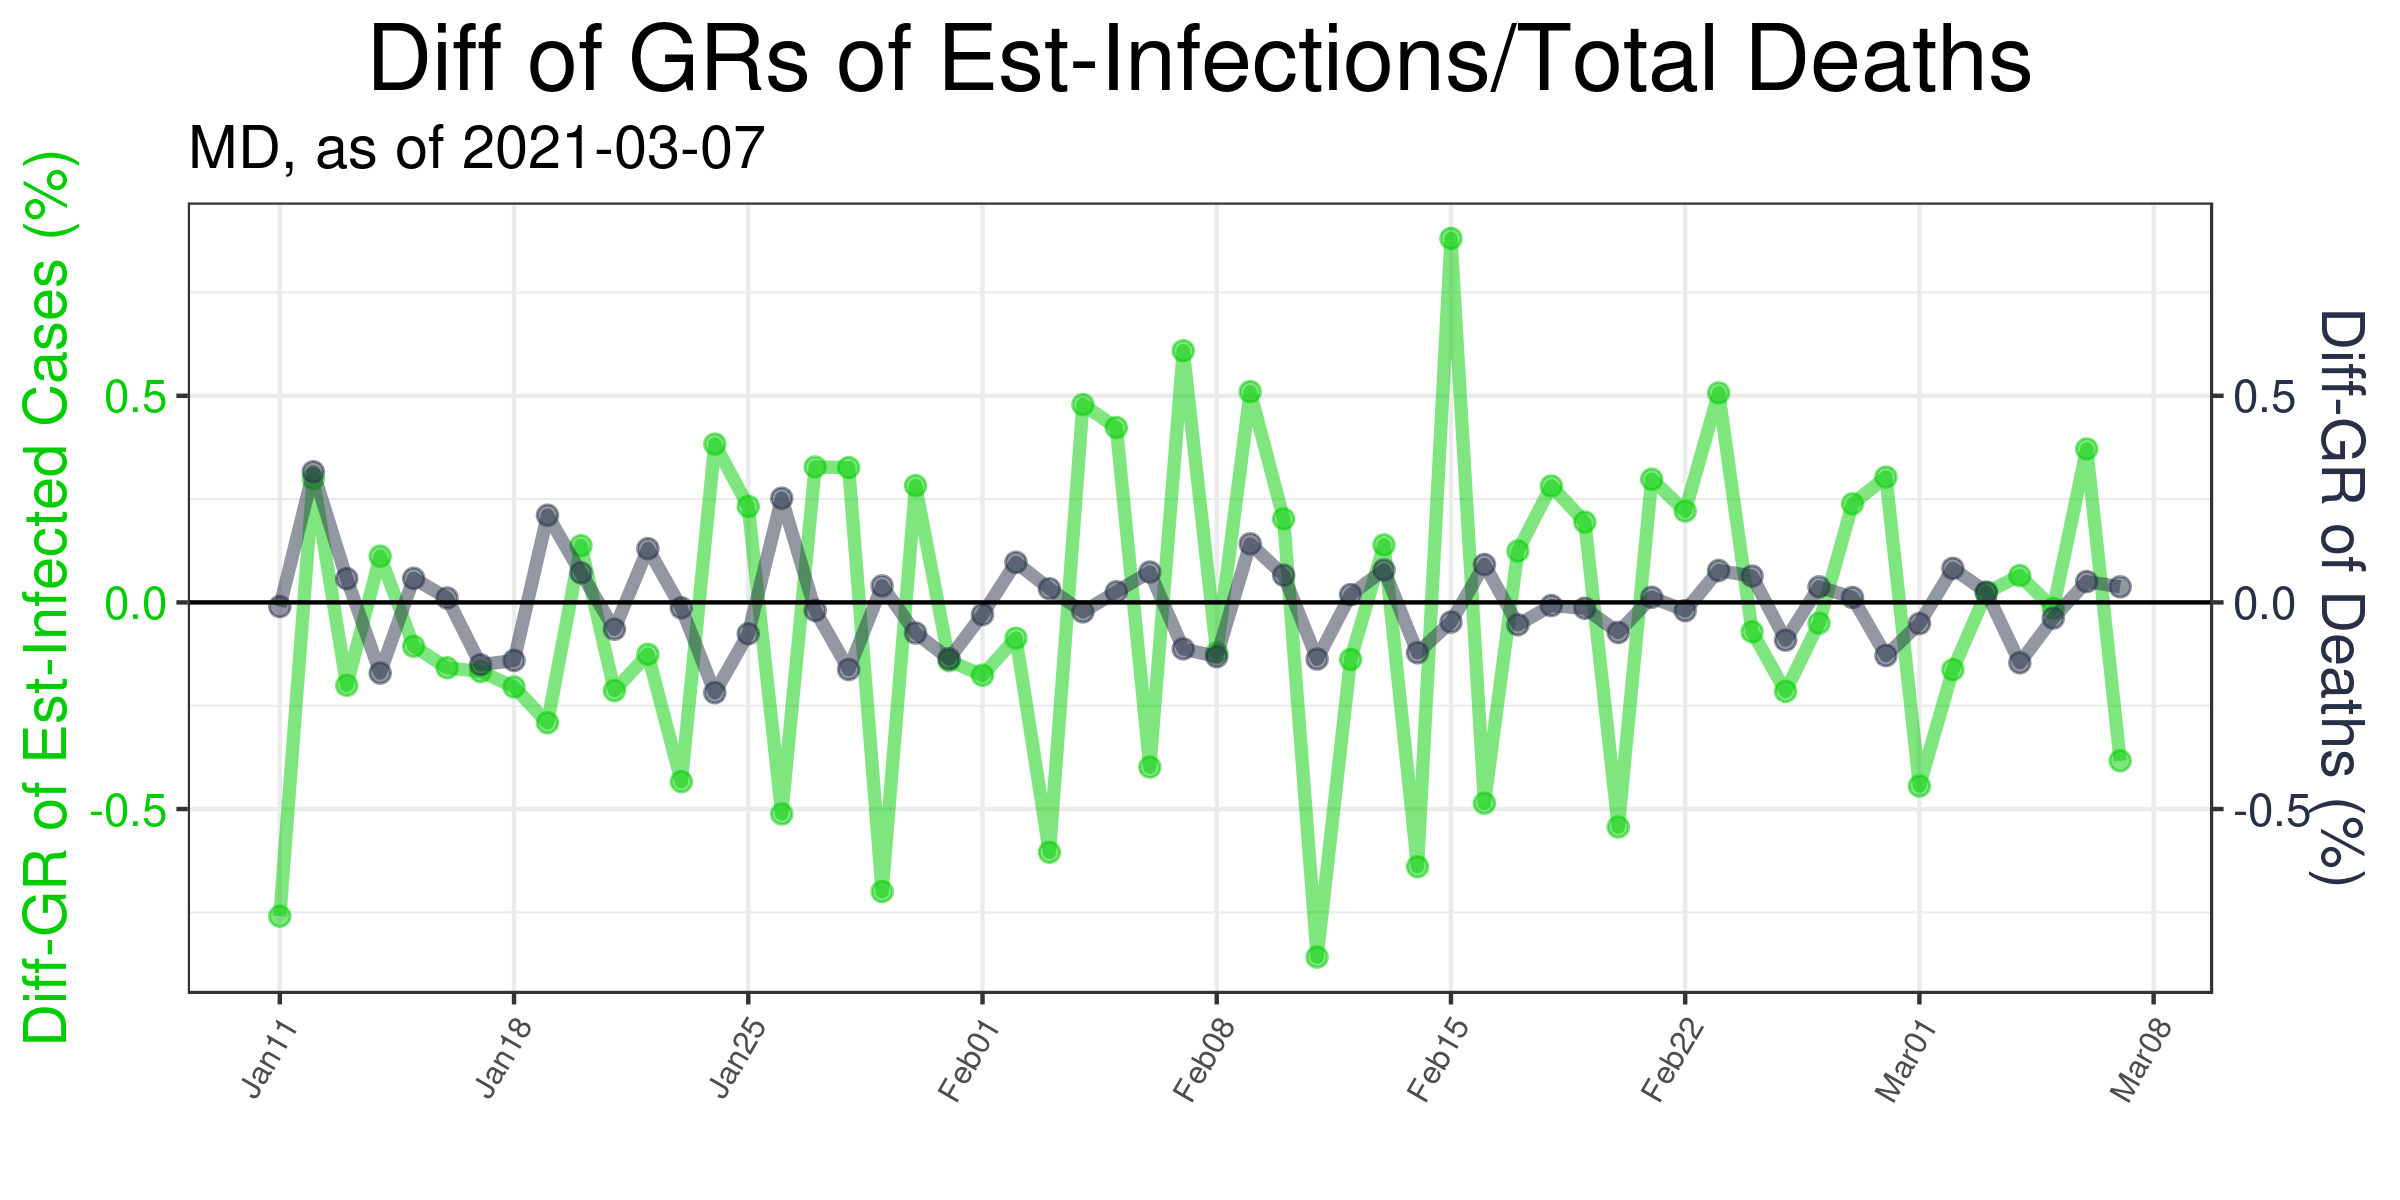 Diff of GRs of Est-Infections/Total Deaths
MD, as of 2021-03-07
Diff-GR of Est-Infected Cases (%)
0.5
0.0
-0.5
0.5
0.0
-0.5
Diff-GR of Deaths (%)
Jan11
Jan18
Jan25
Feb01
Feb08
Feb15
Feb22
Mar01
Mar08